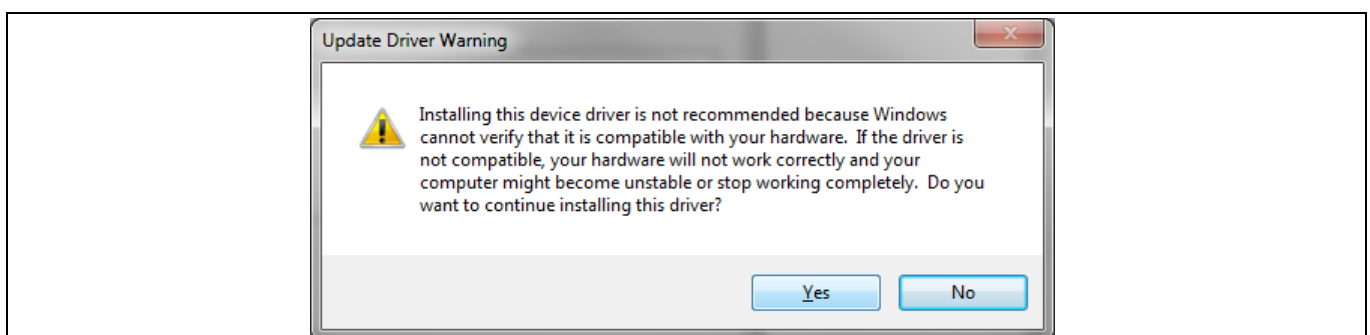 Update Driver Warning
Installing this device driver is not recommended because Windows
cannot verify that it is compatible with your hardware.  If the driver is
not compatible, your hardware will not work correctly and your
computer might become unstable or stop working completely.  Do you
want to continue installing this driver?
Yes
No